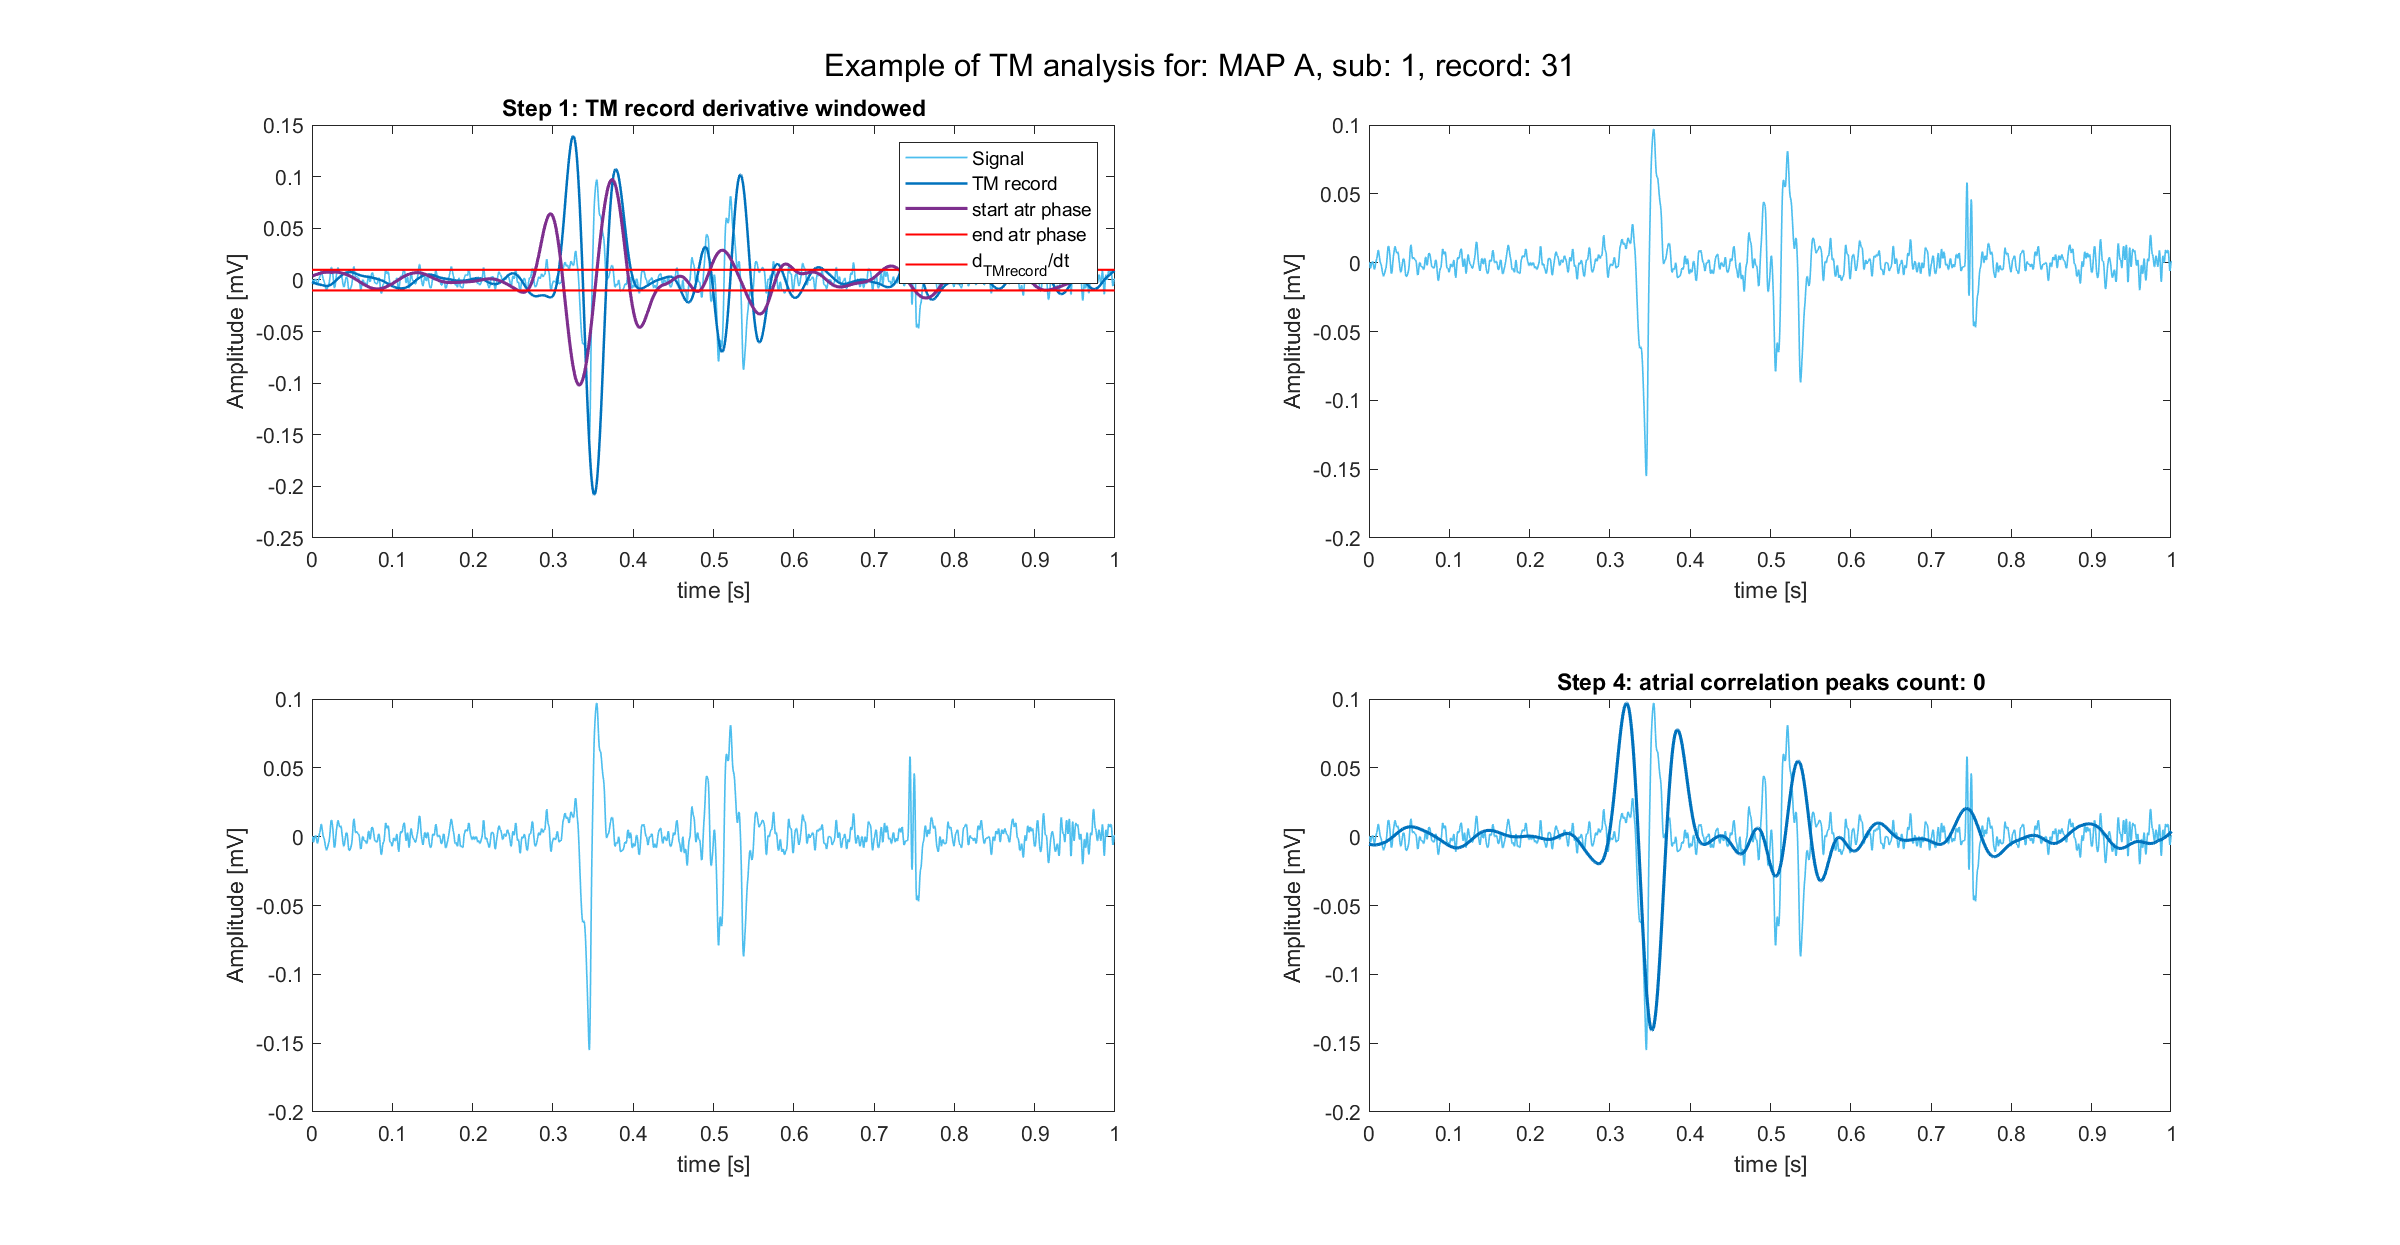 Example of TM analysis for: MAP A, sub: 1, record: 31
Step 1: TM record derivative windowed
0.15
0.1
0.05
0
-0.05
-0.1
-0.15
-0.2
-0.25
Amplitude [mV]
Signal
TM record
start atr phase
end atr phase
d_TMrecord/dt
0 0.1 0.2 0.3 0.4 0.5 0.6 0.7 0.8 0.9 1
time [s]
0.1
0.05
0
-0.05
-0.1
-0.15
-0.2
Amplitude [mV]
0 0.1 0.2 0.3 0.4 0.5 0.6 0.7 0.8 0.9 1
time [s]
0.1
0.05
0
-0.05
-0.1
-0.15
-0.2
Amplitude [mV]
0 0.1 0.2 0.3 0.4 0.5 0.6 0.7 0.8 0.9 1
time [s]
Step 4: atrial correlation peaks count: 0
0.1
0.05
0
-0.05
-0.1
-0.15
-0.2
Amplitude [mV]
0 0.1 0.2 0.3 0.4 0.5 0.6 0.7 0.8 0.9 1
time [s]